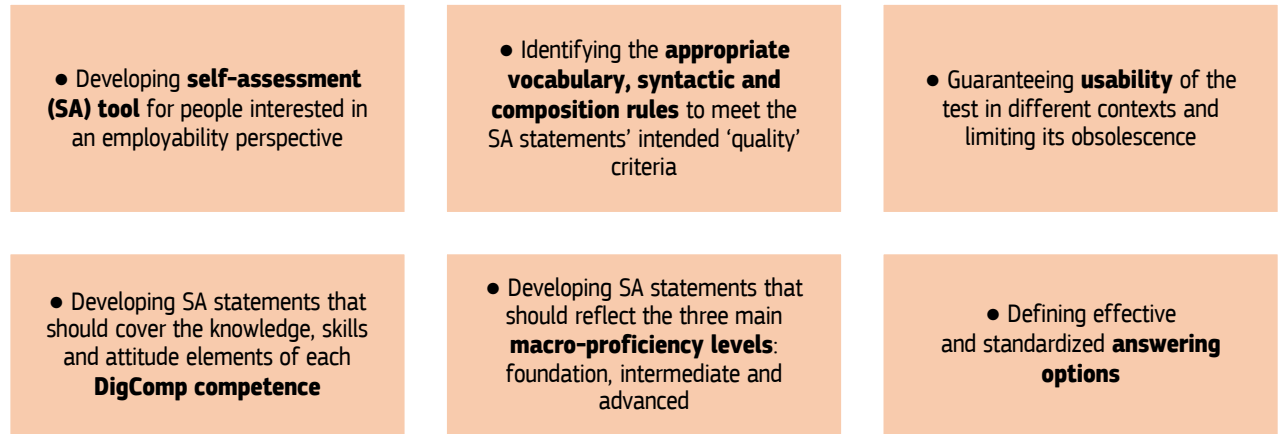 ● Developing self-assessment
(SA) tool for people interested in
an employability perspective
● Identifying the appropriate
vocabulary, syntactic and
composition rules to meet the
SA statements’ intended ‘quality’
criteria
● Guaranteeing usability of the
test in different contexts and
limiting its obsolescence
● Developing SA statements that
should cover the knowledge, skills
and attitude elements of each
DigComp competence
● Developing SA statements that
should reflect the three main
macro-proficiency levels:
foundation, intermediate and
advanced
● Defining effective
and standardized answering
options